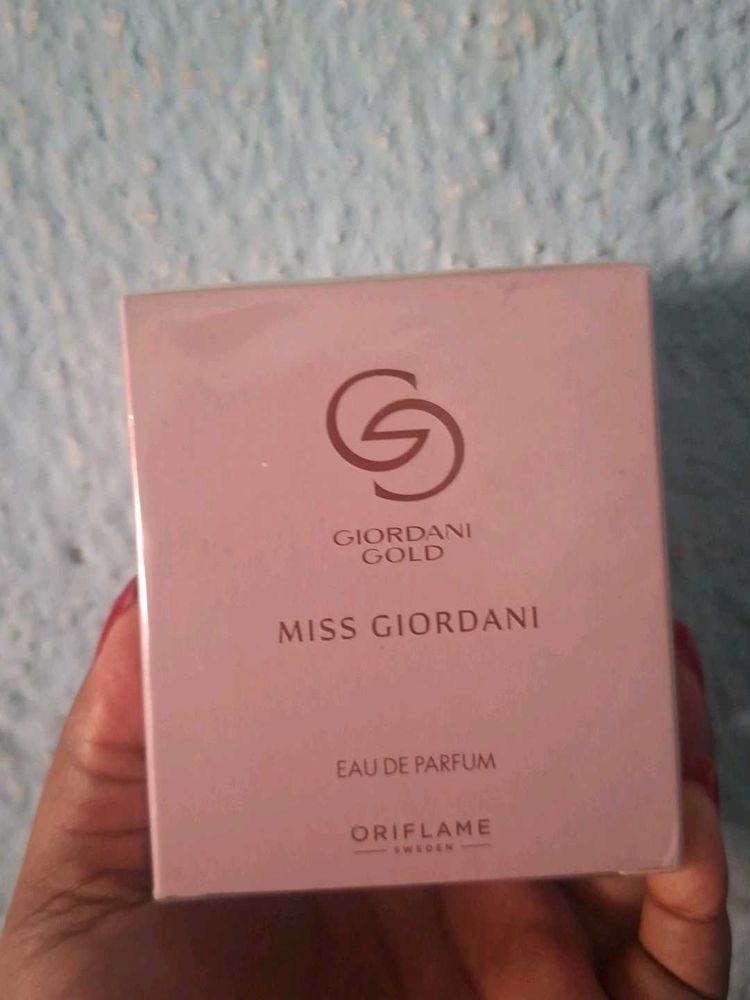 GIORDANI
GOLD
MISS GIORDANI
EAU DE PARFUM
ORIFLAME
SWEDEN